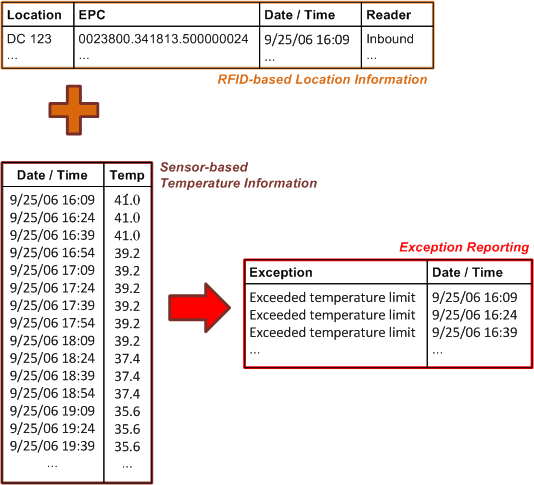 Location EPC Date / Time Reader
DC 123 0023800.341813.500000024 9/25/06 16:09 Inbound
... ... ... ...
RFID-based Location Information
Sensor-based
Temperature Information
Date / Time Temp
9/25/06 16:09 41.0
9/25/06 16:24 41.0
9/25/06 16:39 41.0
9/25/06 16:54 39.2
9/25/06 17:09 39.2
9/25/06 17:24 39.2
9/25/06 17:39 39.2
9/25/06 17:54 39.2
9/25/06 18:09 39.2
9/25/06 18:24 37.4
9/25/06 18:39 37.4
9/25/06 18:54 37.4
9/25/06 19:09 35.6
9/25/06 19:24 35.6
9/25/06 19:39 35.6
... ...
Exception Reporting
Exception Date / Time
Exceeded temperature limit 9/25/06 16:09
Exceeded temperature limit 9/25/06 16:24
Exceeded temperature limit 9/25/06 16:39
... ...